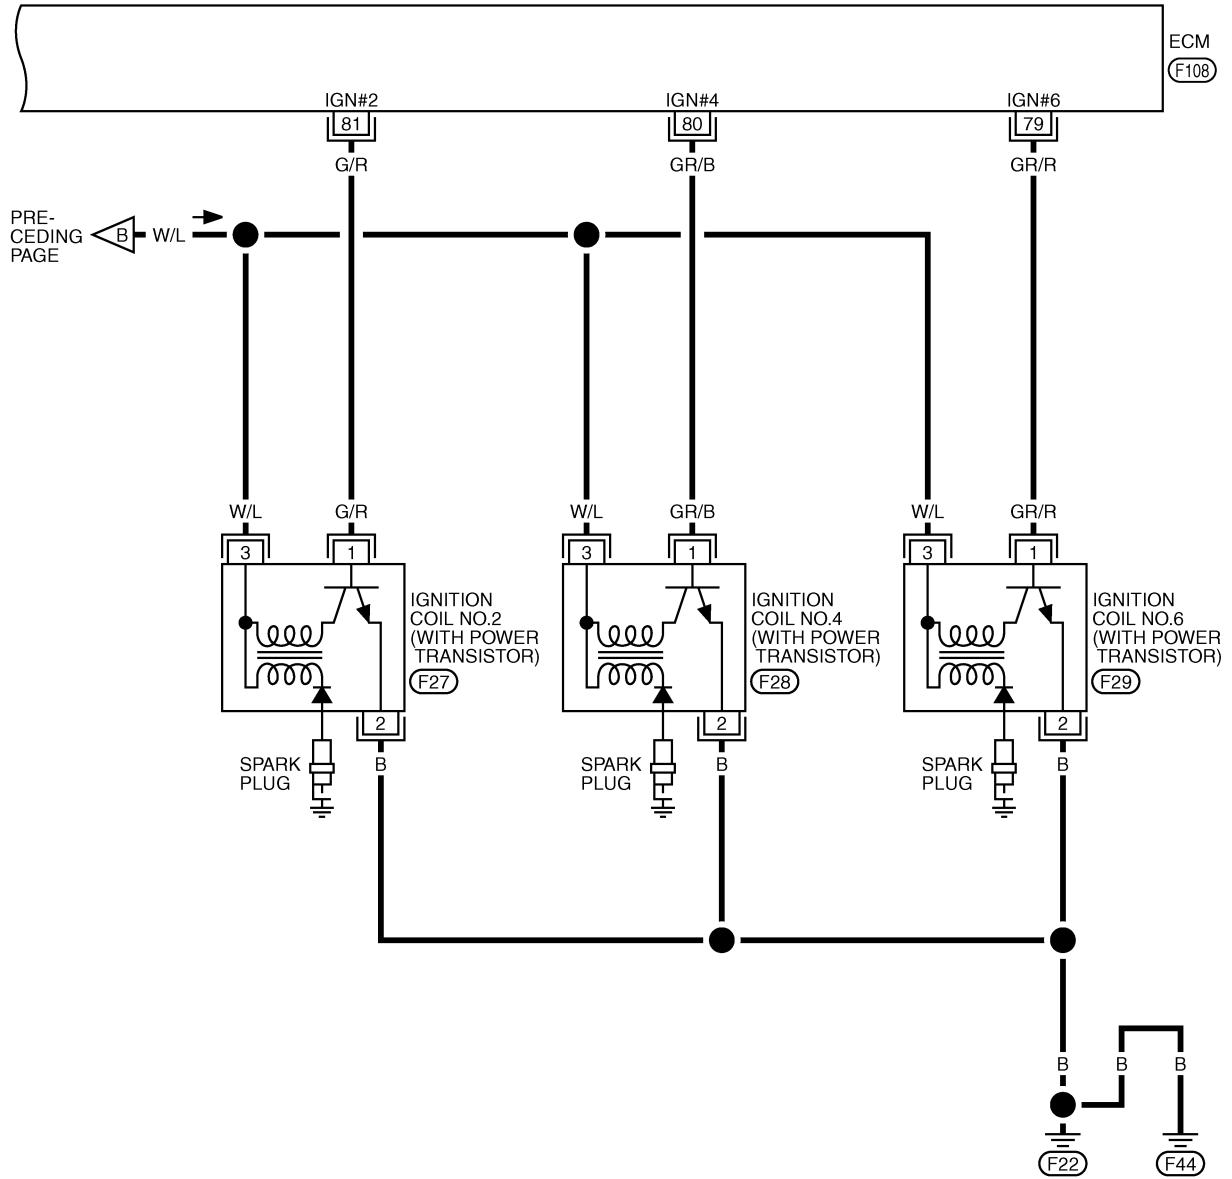 ECM
F108
IGN#2
IGN#4
IGN#6
81
80
79
G/R
GR/B
GR/R
PRE-
CEDING
PAGE
B
W/L
W/L
G/R
W/L
GR/B
W/L
GR/R
3
1
3
1
3
1
IGNITION
COIL NO.2
(WITH POWER
TRANSISTOR)
F27
IGNITION
COIL NO.4
(WITH POWER
TRANSISTOR)
F28
IGNITION
COIL NO.6
(WITH POWER
TRANSISTOR)
F29
2
2
2
SPARK
PLUG
B
SPARK
PLUG
B
SPARK
PLUG
B
B
B
B
F22
F44